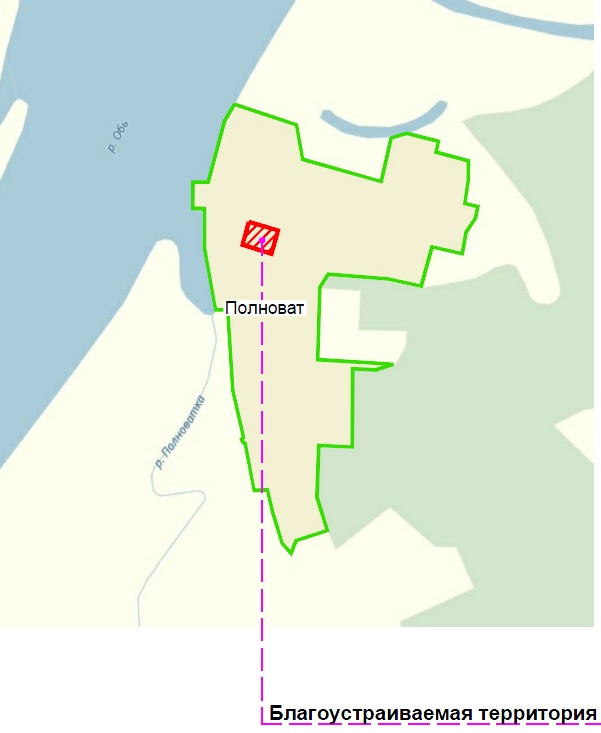 р. Обь
Полноват
р. Полноватка
Благоустраиваемая территория